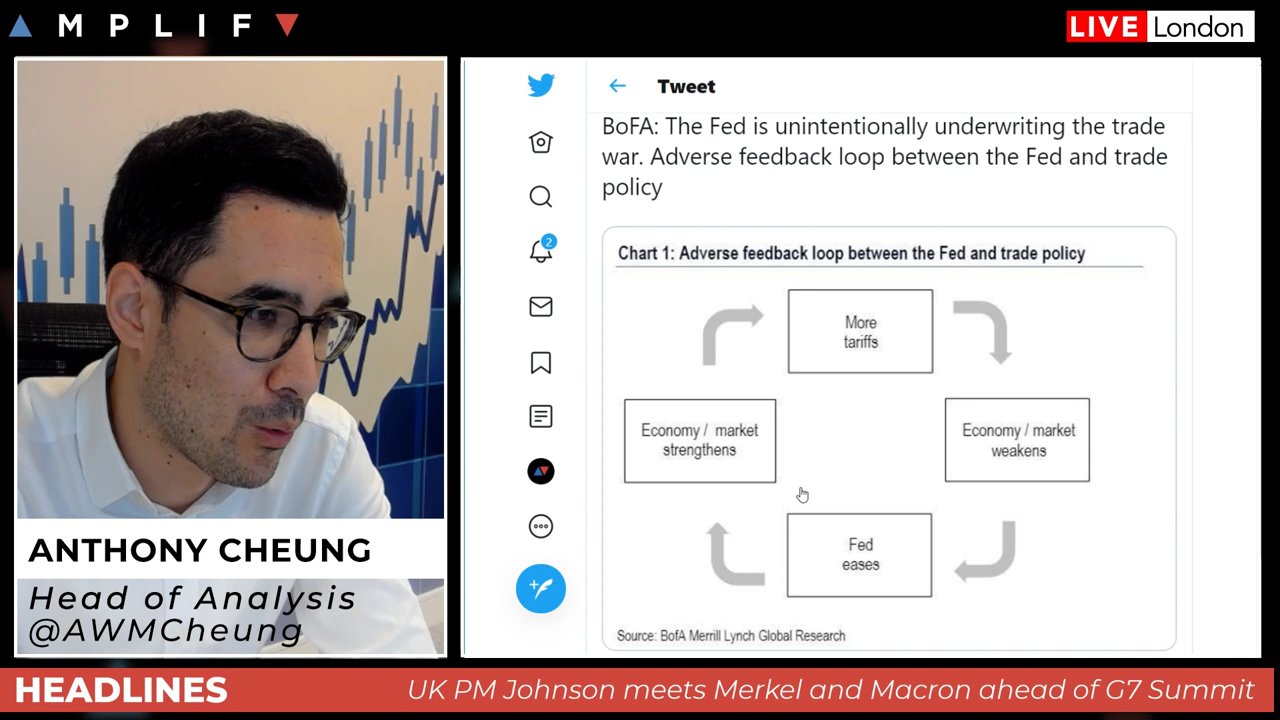 AMPLIFY
LIVE London
Tweet
BoFA: The Fed is unintentionally underwriting the trade
war. Adverse feedback loop between the Fed and trade
policy
2
Chart 1: Adverse feedback loop between the Fed and trade policy
More
tariffs
Economy / market
strengthens
Economy / market
weakens
Fed
eases
Source: BofA Merrill Lynch Global Research
ANTHONY CHEUNG
Head of Analysis
@AWMCheung
HEADLINES
UK PM Johnson meets Merkel and Macron ahead of G7 Summit